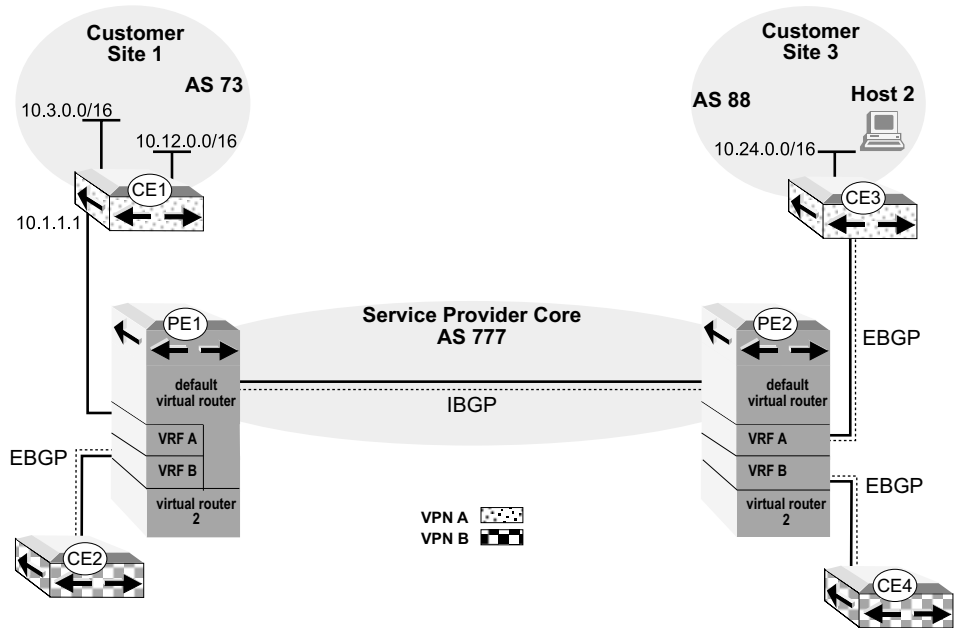 Customer
Site 1
AS 73
10.3.0.0/16
10.12.0.0/16
CE1
10.1.1.1
Customer
Site 3
AS 88
Host 2
10.24.0.0/16
CE3
PE1
default
virtual router
VRF A
VRF B
virtual router
2
Service Provider Core
AS 777
IBGP
PE2
default
virtual router
VRF A
VRF B
virtual router
2
EBGP
EBGP
EBGP
CE2
VPN A
VPN B
CE4